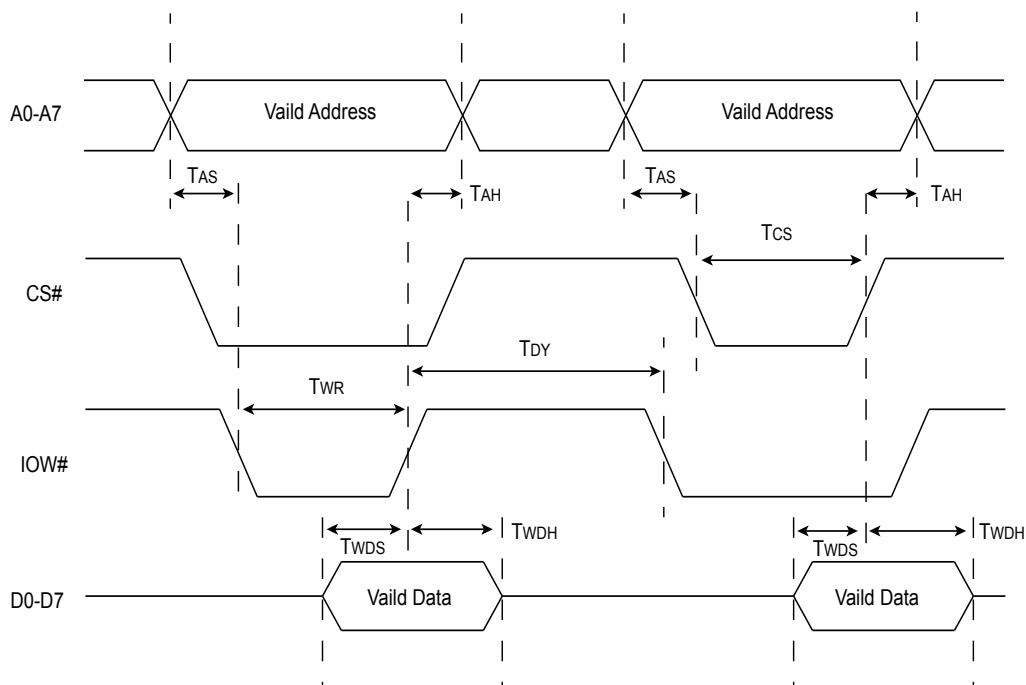 A0-A7
Vaild Address
Vaild Address
TAS
TAH
TAS
TAH
TCS
CS#
TDY
TWR
IOW#
TWDS
TWDH
TWDS
TWDH
D0-D7
Vaild Data
Vaild Data